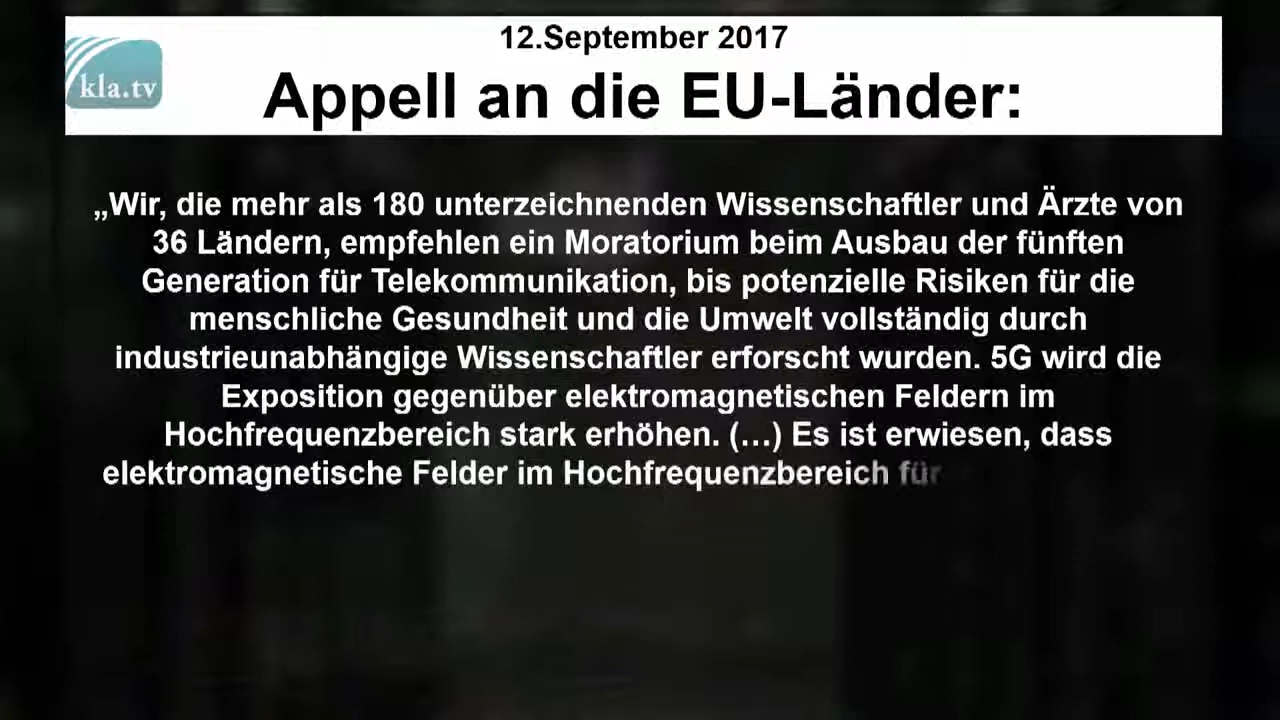 12.September 2017
kla.tv
Appell an die EU-Länder:
„Wir, die mehr als 180 unterzeichnenden Wissenschaftler und Ärzte von
36 Ländern, empfehlen ein Moratorium beim Ausbau der fünften
Generation für Telekommunikation, bis potenzielle Risiken für die
menschliche Gesundheit und die Umwelt vollständig durch
industrieunabhängige Wissenschaftler erforscht wurden. 5G wird die
Exposition gegenüber elektromagnetischen Feldern im
Hochfrequenzbereich stark erhöhen. (…) Es ist erwiesen, dass
elektromagnetische Felder im Hochfrequenzbereich für